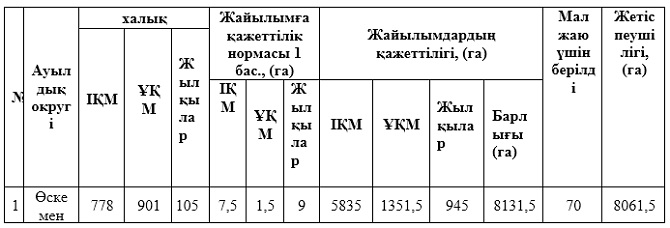 №
Ауыл
дық
округ
і
халық
Жайылымға
қажеттілік
нормасы 1
бас., (га)
Жайылымдардың
қажеттілігі, (га)
Мал
жаю
үшін
берілд
і
Жетіс
пеуші
лігі,
(га)
ІҚМ
ҰҚ
М
Ж
ыл
қы
ла
р
ІҚ
М
ҰҚ
М
Ж
ыл
қы
ла
р
ІҚМ
ҰҚМ
Жыл
қылa
р
Барл
ығы
(га)
1 Өске
мен 778 901 105 7,5 1,5 9 5835 1351,5 945 8131,5 70 8061,5